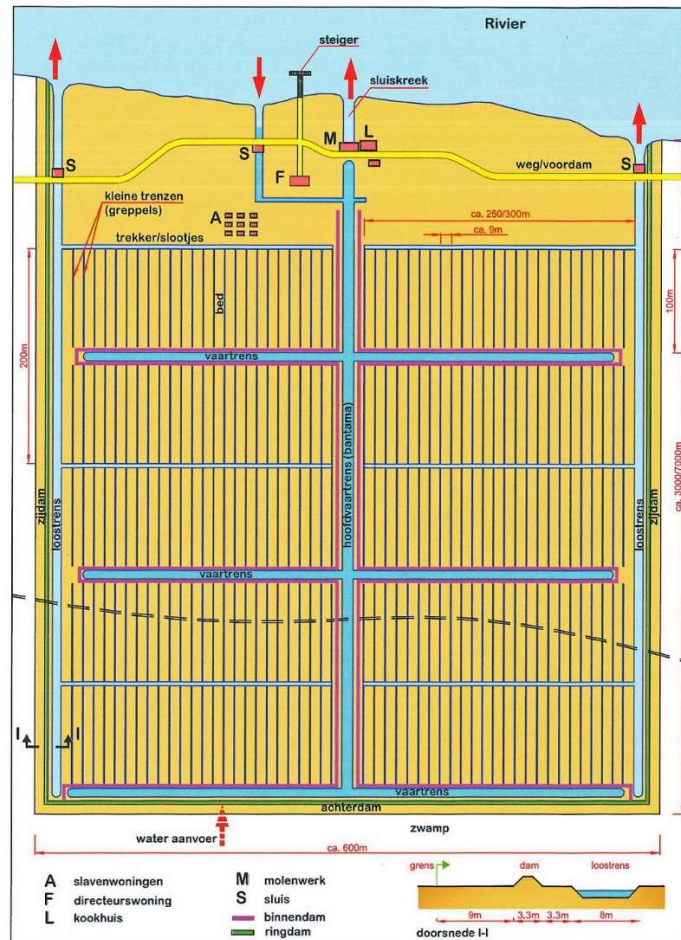 Rivier
steiger
sluiskreek
S
S
M
L
F
S
weg/voordam
kleine trenzen
(greppels)
A
trekker/slootjes
ca. 250/300m
ca. 9m
200m
bed
100m
vaartrens
hoofdvaartrens (bantama)
ca. 3000/7000m
zijdam
loostrens
loostrens
zijdam
vaartrens
I
I
vaartrens
achterdam
water aanvoer
zwamp
ca. 600m
A slavenwoningen
F directeurswoning
L kookhuis
M molenwerk
S sluis
binnendam
ringdam
grens
dam
loostrens
9m
3.3m
3.3m
8m
doorsnede I-I